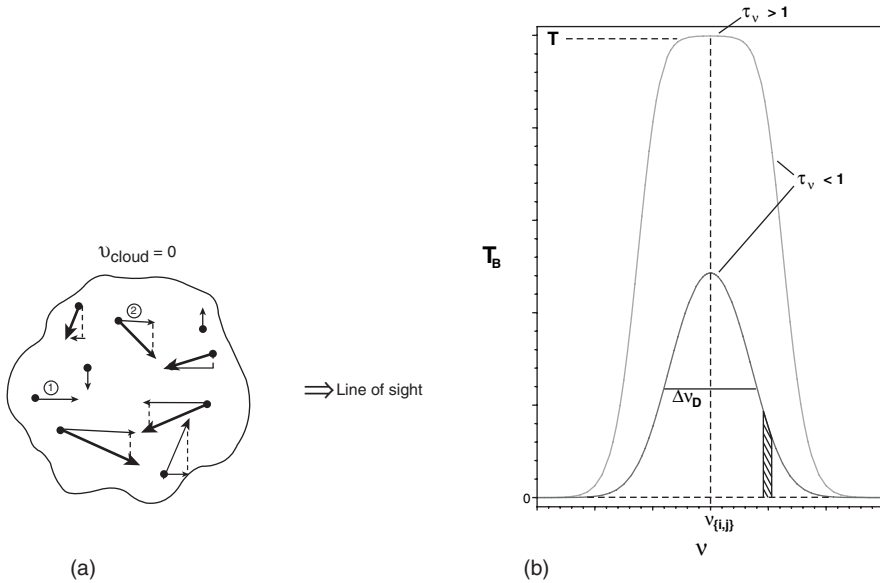 υcloud = 0
①
②
⇒ Line of sight
(a)
τν > 1
T
τν < 1
TB
ΔνD
0
ν{i,j}
ν
(b)